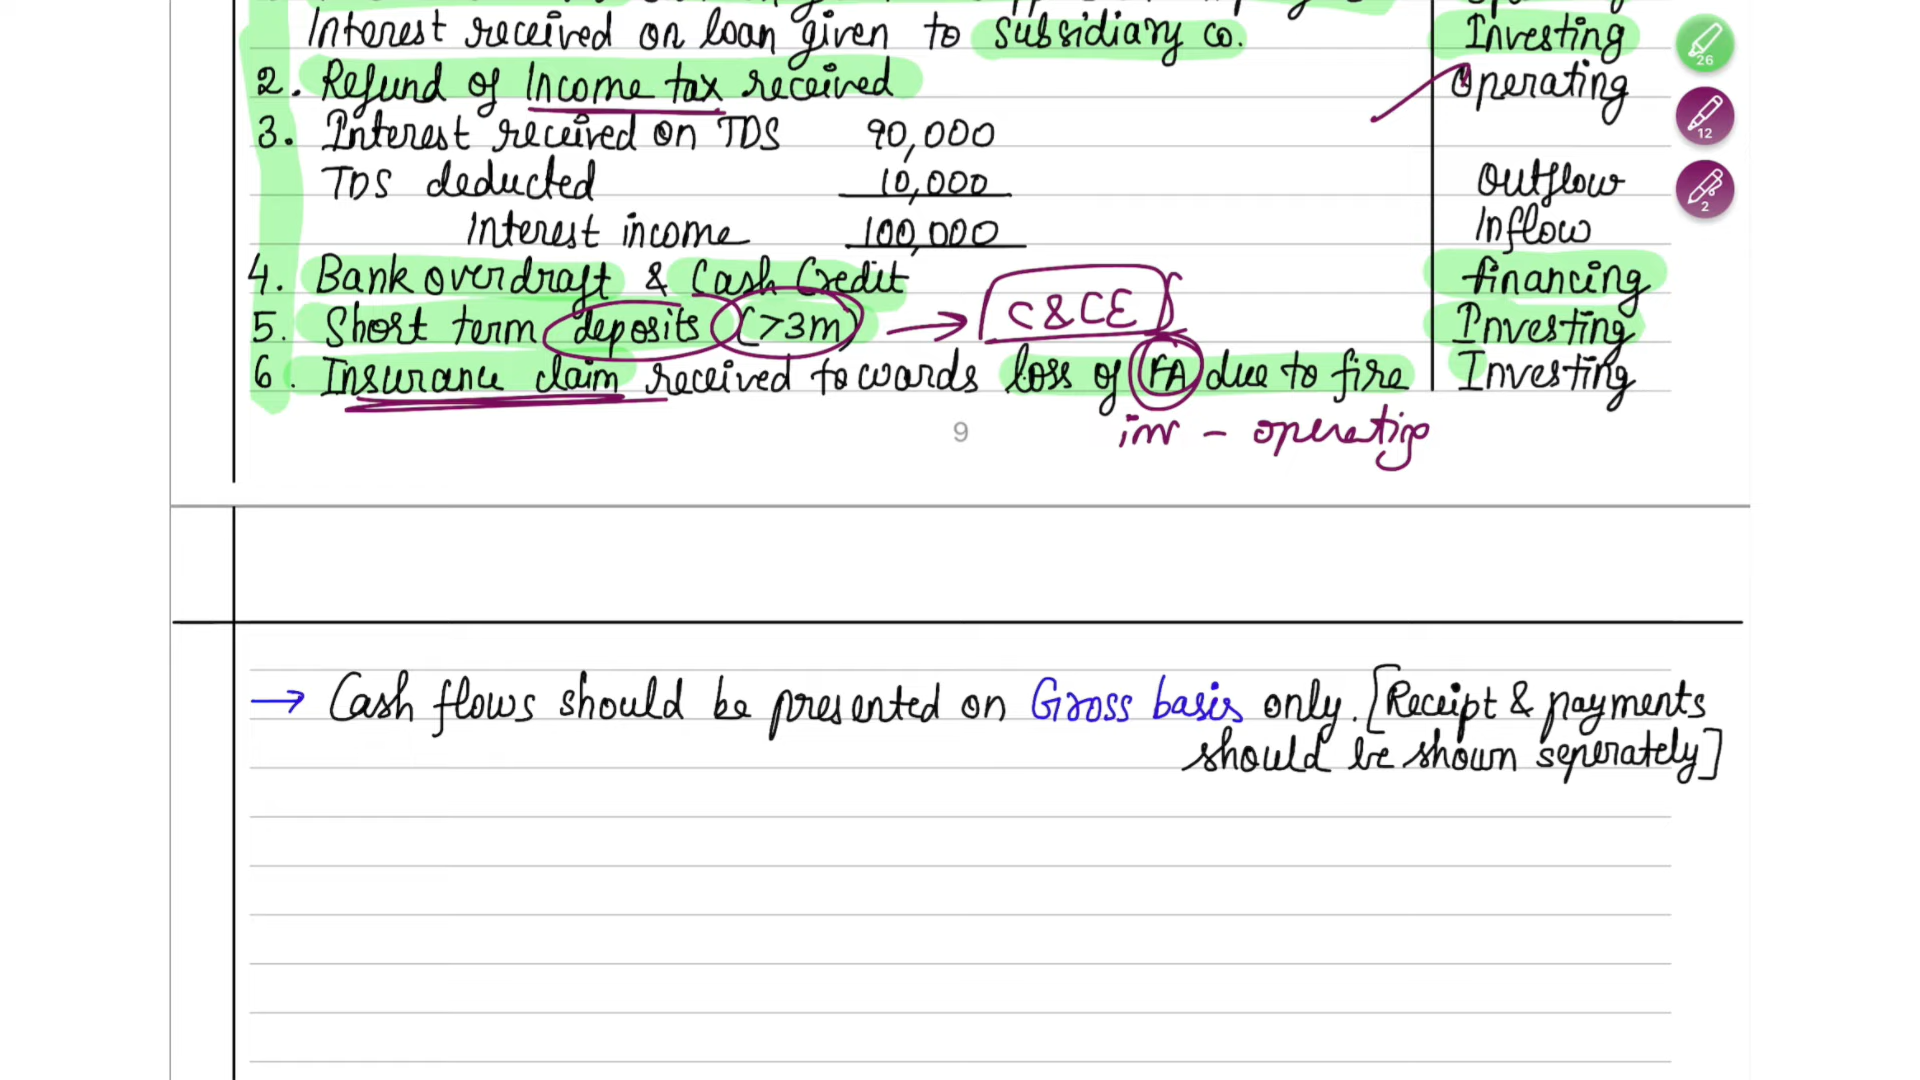 Interest received on loan given to subsidiary co. Investing
2. Refund of Income tax received Operating
3. Interest received on TDS 90,000
TDS deducted 10,000 Outflow
Interest income 100,000 Inflow
4. Bank overdraft & Cash Credit financing
5. Short term deposits (>3m) → C&CE Investing
6. Insurance claim received towards loss of FA due to fire Investing
inv - operating
9
→ Cash flows should be presented on Gross basis only. [Receipt & payments
should be shown seperately]
26
12
2